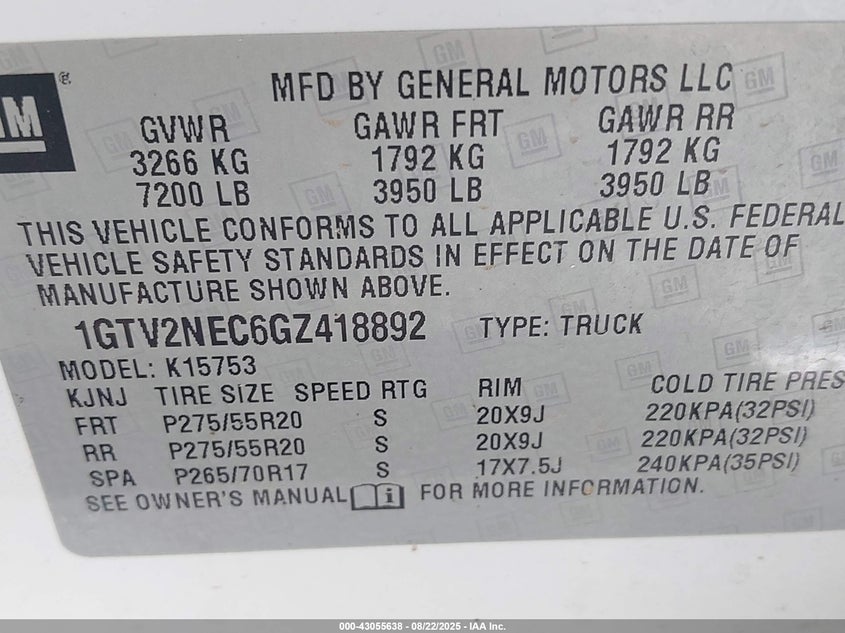 GM
MFD BY GENERAL MOTORS LLC
GVWR GAWR FRT GAWR RR
3266 KG 1792 KG 1792 KG
7200 LB 3950 LB 3950 LB
THIS VEHICLE CONFORMS TO ALL APPLICABLE U.S. FEDERAL
VEHICLE SAFETY STANDARDS IN EFFECT ON THE DATE OF
MANUFACTURE SHOWN ABOVE.
1GTV2NEC6GZ418892 TYPE: TRUCK
MODEL: K15753
KJNJ TIRE SIZE SPEED RTG RIM COLD TIRE PRES
FRT P275/55R20 S 20X9J 220KPA(32PSI)
RR P275/55R20 S 20X9J 220KPA(32PSI)
SPA P265/70R17 S 17X7.5J 240KPA(35PSI)
SEE OWNER'S MANUAL i FOR MORE INFORMATION.
000-43055638 - 08/22/2025 - IAA Inc.